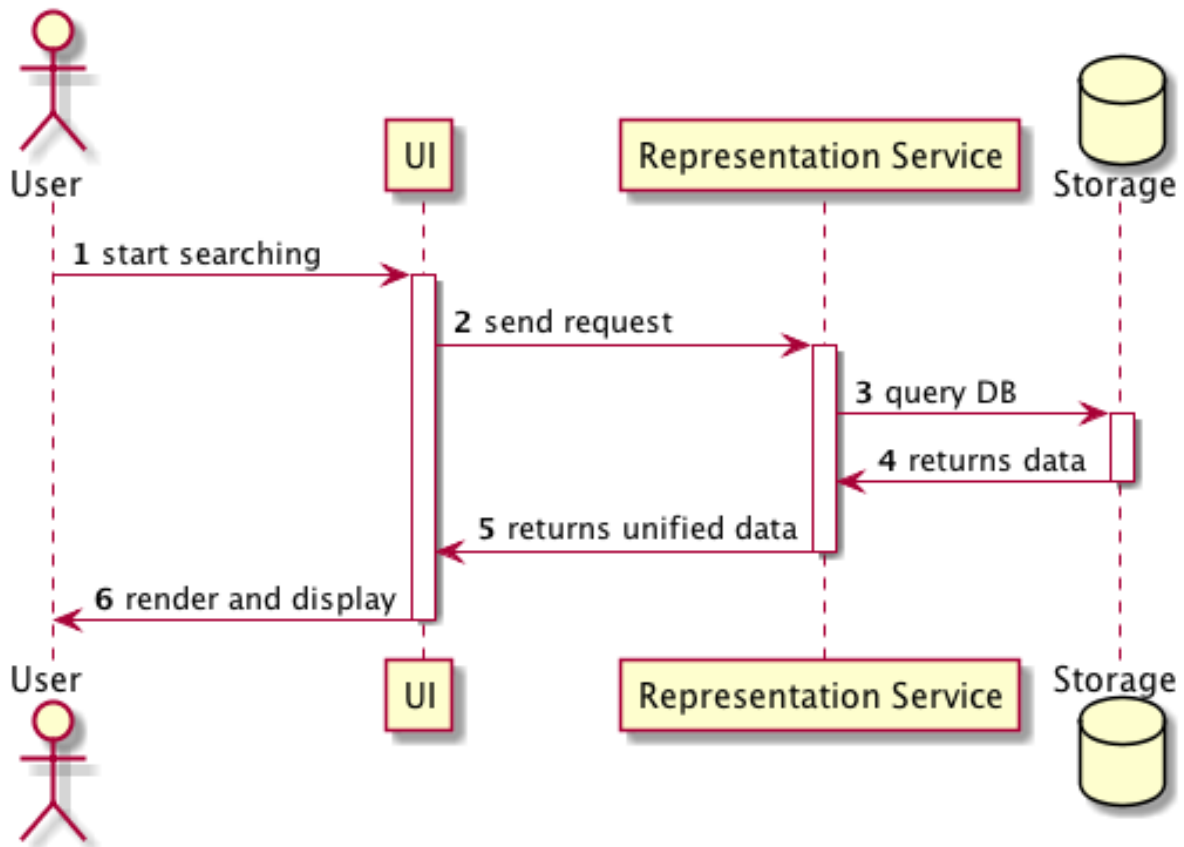 User
UI
Representation Service
Storage
1 start searching
2 send request
3 query DB
4 returns data
5 returns unified data
6 render and display
User
UI
Representation Service
Storage